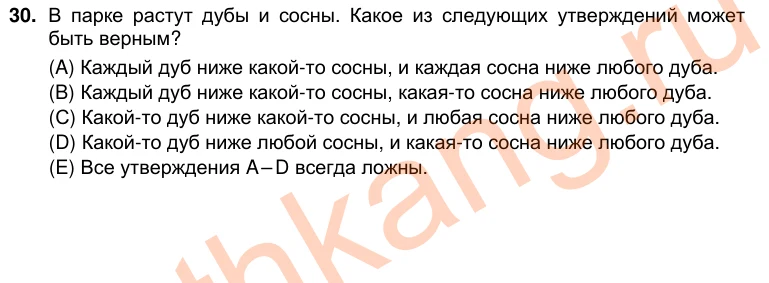 30. В парке растут дубы и сосны. Какое из следующих утверждений может
быть верным?
(A) Каждый дуб ниже какой-то сосны, и каждая сосна ниже любого дуба.
(B) Каждый дуб ниже какой-то сосны, какая-то сосна ниже любого дуба.
(C) Какой-то дуб ниже какой-то сосны, и любая сосна ниже любого дуба.
(D) Какой-то дуб ниже любой сосны, и какая-то сосна ниже любого дуба.
(E) Все утверждения A–D всегда ложны.
thkang.ru